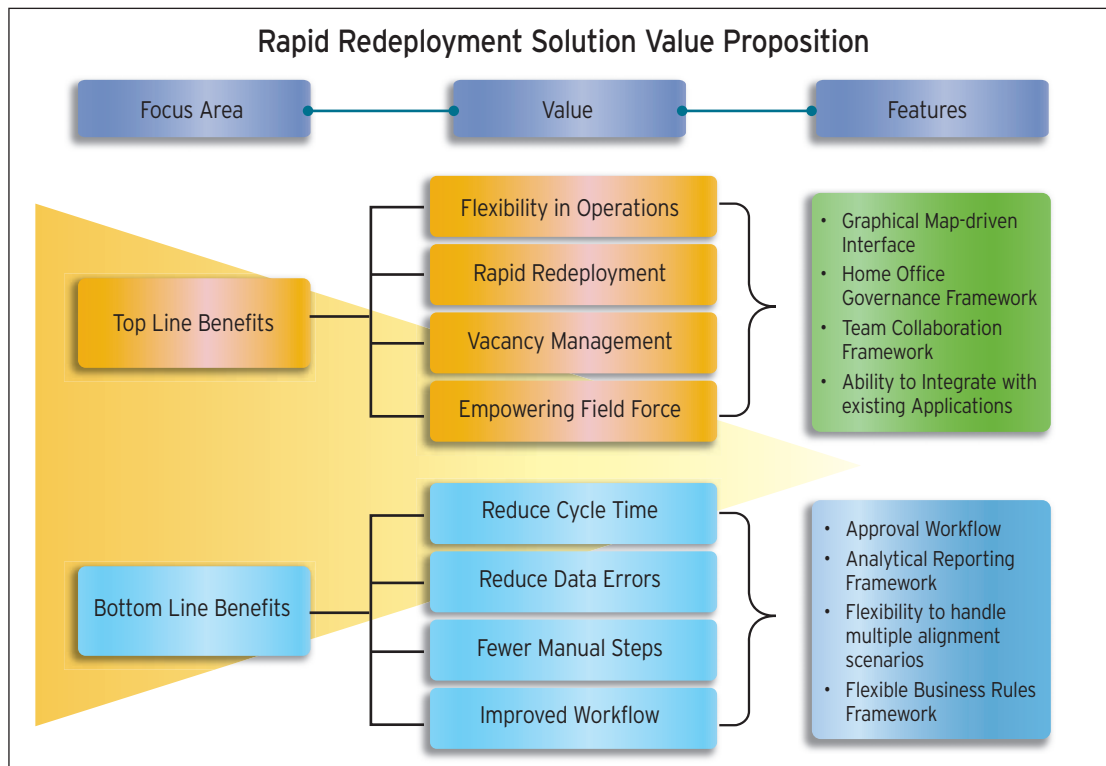 Rapid Redeployment Solution Value Proposition
Focus Area
Value
Features
Top Line Benefits
Flexibility in Operations
Rapid Redeployment
Vacancy Management
Empowering Field Force
• Graphical Map-driven
Interface
• Home Office
Governance Framework
• Team Collaboration
Framework
• Ability to Integrate with
existing Applications
Bottom Line Benefits
Reduce Cycle Time
Reduce Data Errors
Fewer Manual Steps
Improved Workflow
• Approval Workflow
• Analytical Reporting
Framework
• Flexibility to handle
multiple alignment
scenarios
• Flexible Business Rules
Framework